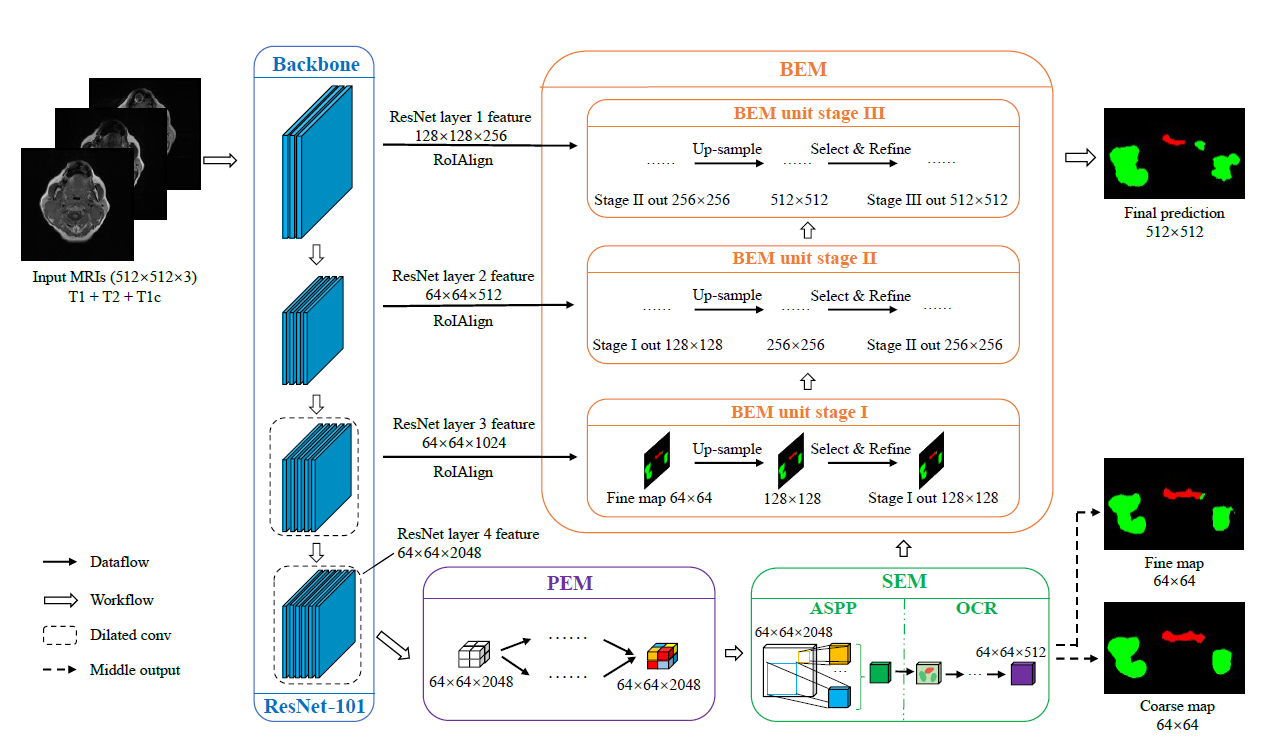 Input MRIs (512×512×3)
T1 + T2 + T1c
Backbone
ResNet-101
ResNet layer 1 feature
128×128×256
RoIAlign
ResNet layer 2 feature
64×64×512
RoIAlign
ResNet layer 3 feature
64×64×1024
RoIAlign
ResNet layer 4 feature
64×64×2048
BEM
BEM unit stage III
Up-sample
Select & Refine
......
......
......
Stage II out 256×256
512×512
Stage III out 512×512
BEM unit stage II
Up-sample
Select & Refine
......
......
......
Stage I out 128×128
256×256
Stage II out 256×256
BEM unit stage I
Up-sample
Select & Refine
Fine map 64×64
128×128
Stage I out 128×128
Final prediction
512×512
Dataflow
Workflow
Dilated conv
Middle output
PEM
......
......
64×64×2048
64×64×2048
SEM
ASPP
OCR
64×64×2048
......
64×64×512
...
Fine map
64×64
Coarse map
64×64